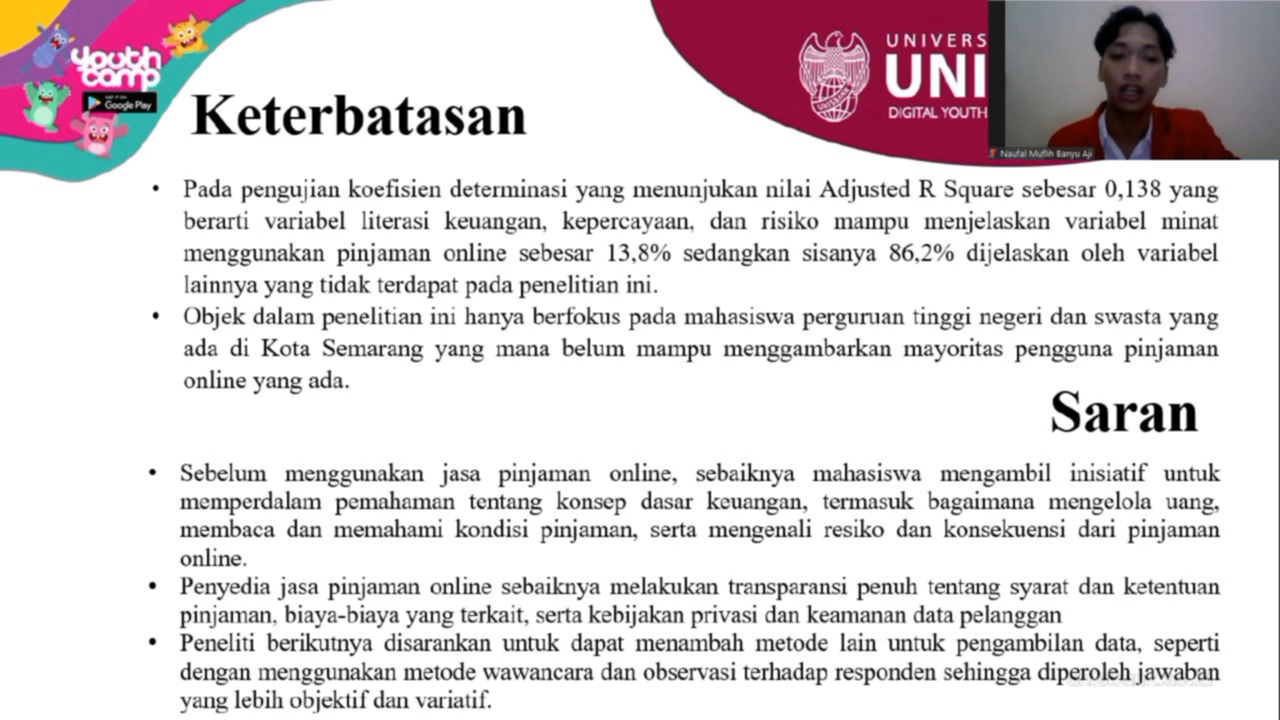 youth
camp
GET IT ON
Google Play
UNIVERS
UNI
DIGITAL YOUTH
Naufal Muflih Banyu Aji
Keterbatasan
• Pada pengujian koefisien determinasi yang menunjukan nilai Adjusted R Square sebesar 0,138 yang
berarti variabel literasi keuangan, kepercayaan, dan risiko mampu menjelaskan variabel minat
menggunakan pinjaman online sebesar 13,8% sedangkan sisanya 86,2% dijelaskan oleh variabel
lainnya yang tidak terdapat pada penelitian ini.
• Objek dalam penelitian ini hanya berfokus pada mahasiswa perguruan tinggi negeri dan swasta yang
ada di Kota Semarang yang mana belum mampu menggambarkan mayoritas pengguna pinjaman
online yang ada.
Saran
• Sebelum menggunakan jasa pinjaman online, sebaiknya mahasiswa mengambil inisiatif untuk
memperdalam pemahaman tentang konsep dasar keuangan, termasuk bagaimana mengelola uang,
membaca dan memahami kondisi pinjaman, serta mengenali resiko dan konsekuensi dari pinjaman
online.
• Penyedia jasa pinjaman online sebaiknya melakukan transparansi penuh tentang syarat dan ketentuan
pinjaman, biaya-biaya yang terkait, serta kebijakan privasi dan keamanan data pelanggan
• Peneliti berikutnya disarankan untuk dapat menambah metode lain untuk pengambilan data, seperti
dengan menggunakan metode wawancara dan observasi terhadap responden sehingga diperoleh jawaban
yang lebih objektif dan variatif.